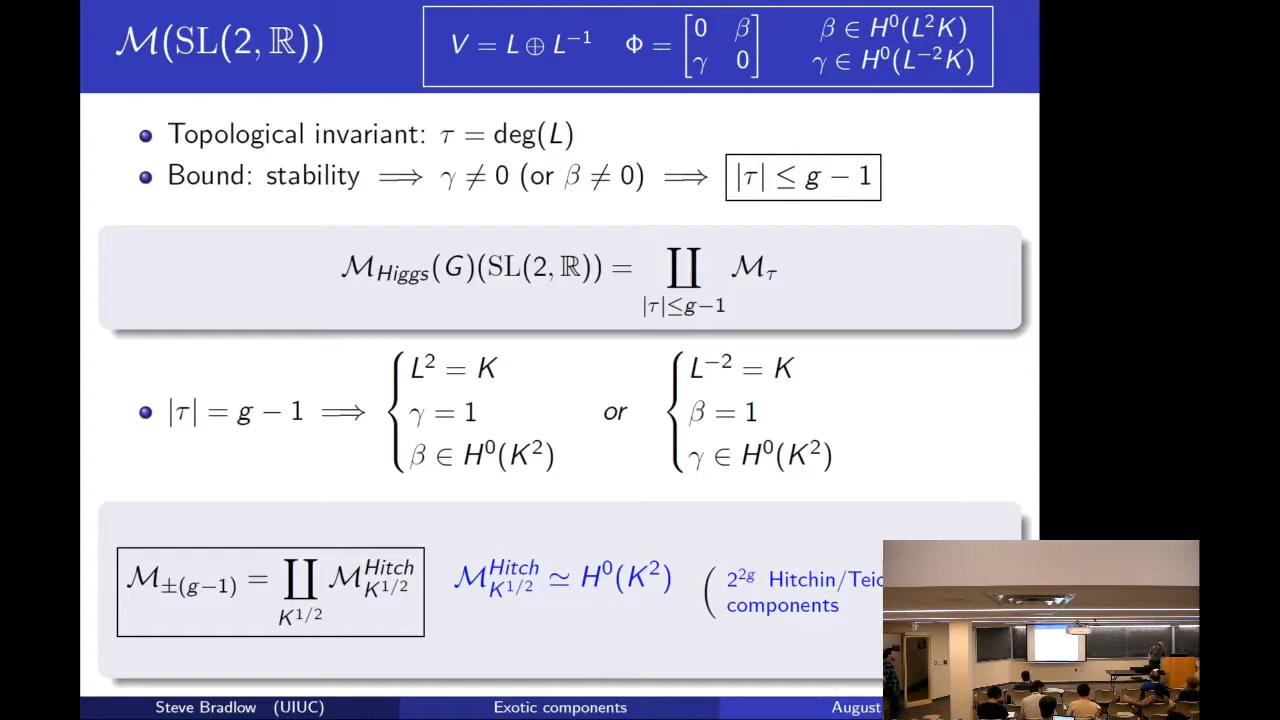 M(SL(2, ℝ))
V = L ⊕ L⁻¹ Φ = [0 β; γ 0] β ∈ H⁰(L²K) γ ∈ H⁰(L⁻²K)
Topological invariant: τ = deg(L)
Bound: stability ⟹ γ ≠ 0 (or β ≠ 0) ⟹ |τ| ≤ g − 1
M_Higgs(G)(SL(2, ℝ)) = ∐_{|τ|≤g−1} M_τ
|τ| = g − 1 ⟹ { L² = K γ = 1 β ∈ H⁰(K²) or { L⁻² = K β = 1 γ ∈ H⁰(K²)
M_{±(g−1)} = ∐_{K^{1/2}} M^{Hitch}_{K^{1/2}} M^{Hitch}_{K^{1/2}} ≃ H⁰(K²) ( 2^{2g} Hitchin/Teic
components
Steve Bradlow (UIUC) Exotic components August